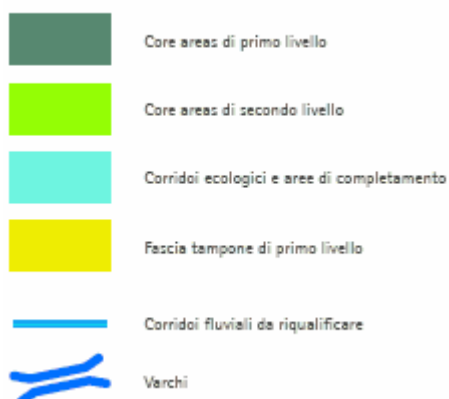 Core areas di primo livello
Core areas di secondo livello
Corridoi ecologici e aree di completamento
Fascia tampone di primo livello
Corridoi fluviali da riqualificare
Varchi